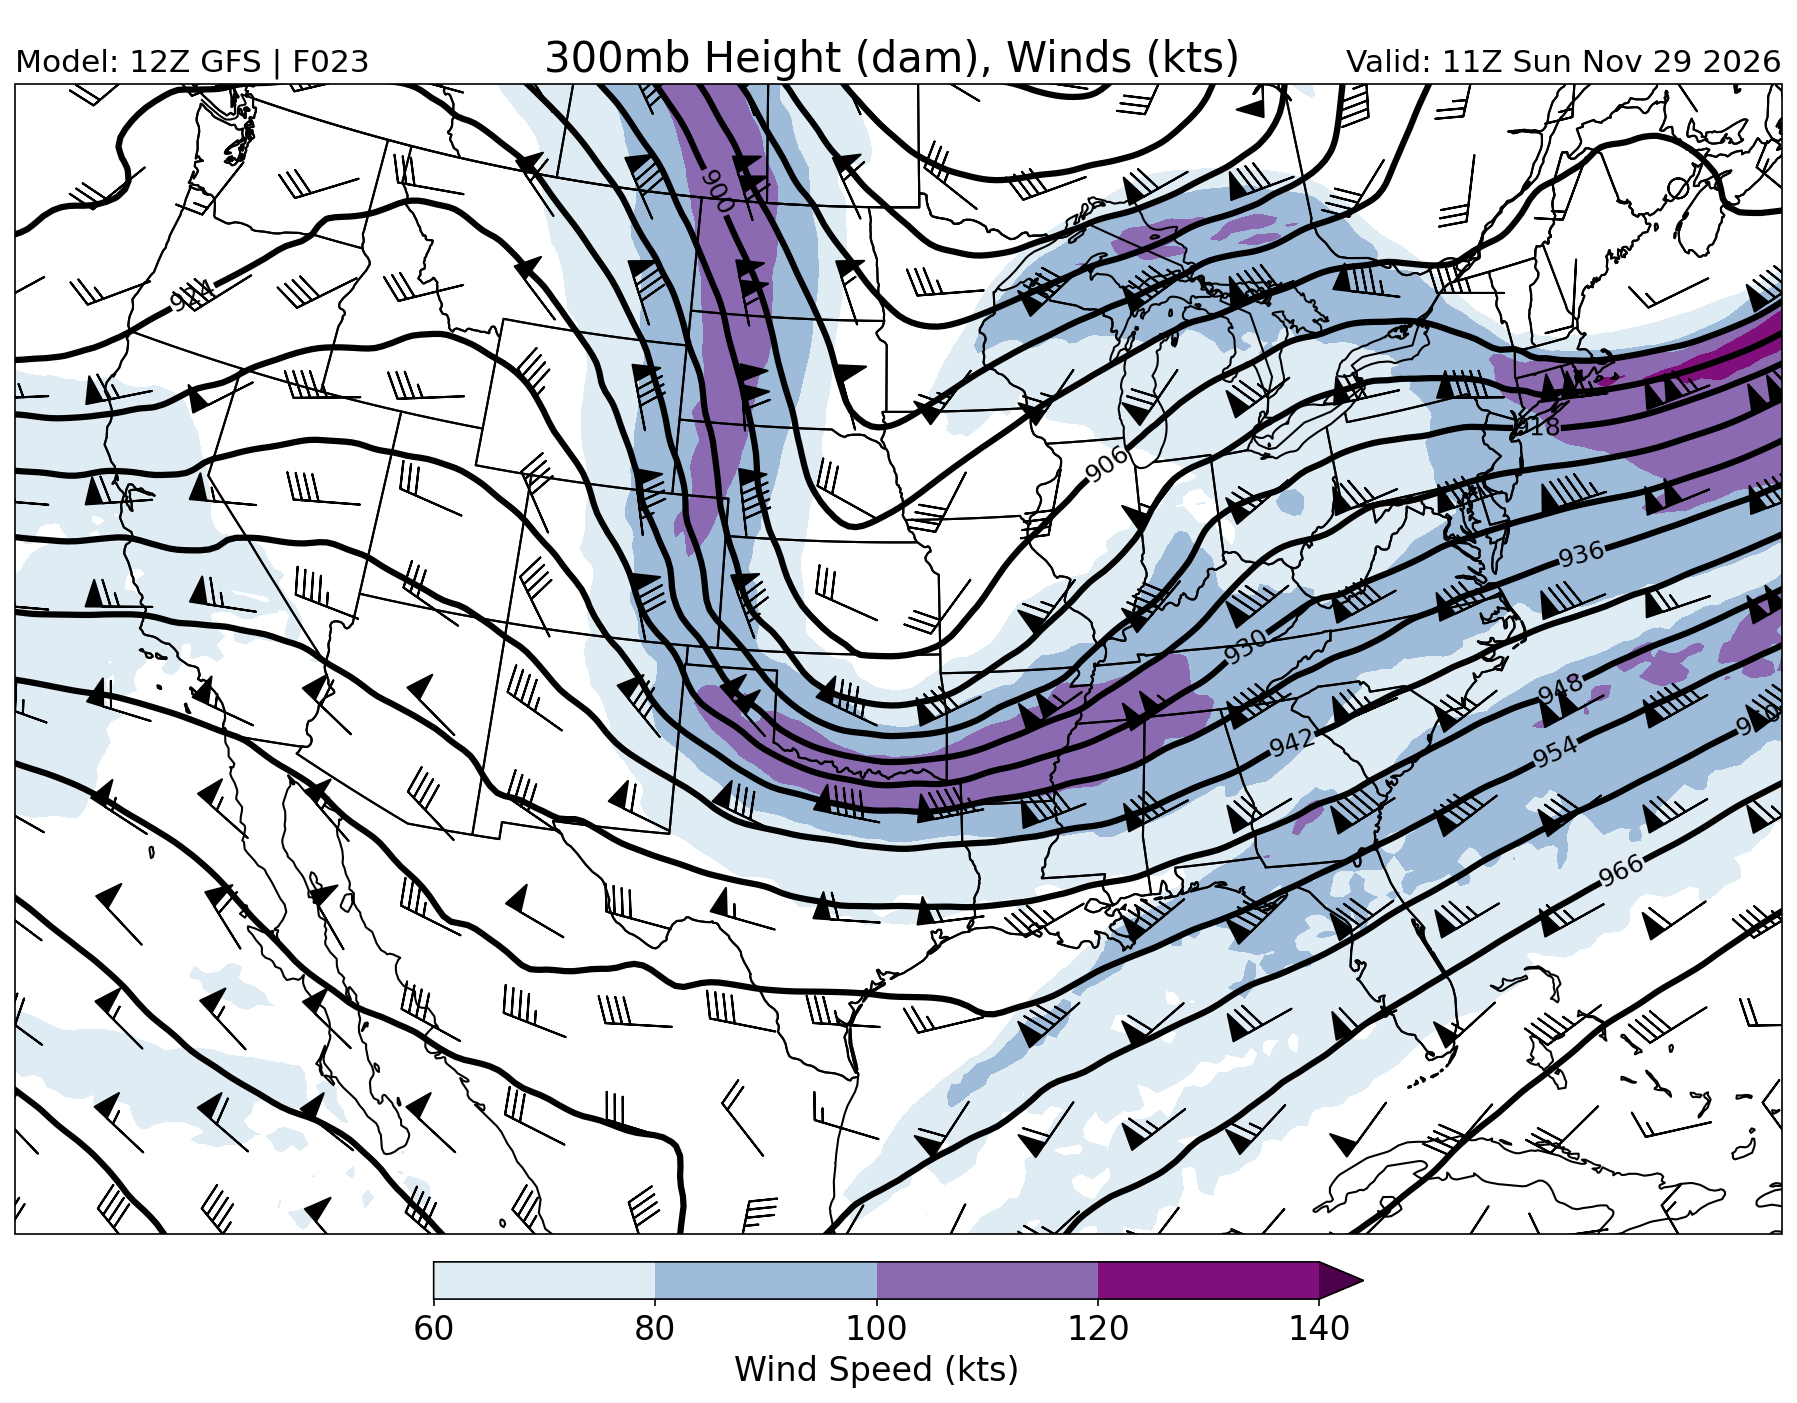 Model: 12Z GFS | F023
300mb Height (dam), Winds (kts)
Valid: 11Z Sun Nov 29 2026
900
924
918
906
936
930
948
942
954
966
60 80 100 120 140
Wind Speed (kts)